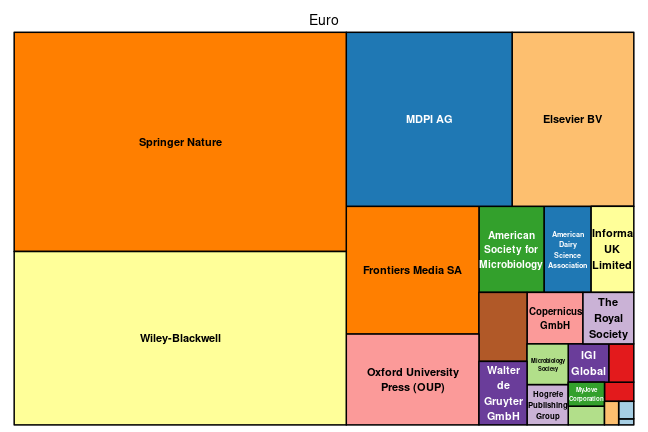 Euro
Springer Nature
MDPI AG
Elsevier BV
Wiley-Blackwell
Frontiers Media SA
Oxford University
Press (OUP)
American
Society for
Microbiology
American
Dairy
Science
Association
Informa
UK
Limited
Copernicus
GmbH
The
Royal
Society
Walter
de
Gruyter
GmbH
Microbiology
Society
Hogrefe
Publishing
Group
IGI
Global
MyJove
Corporation